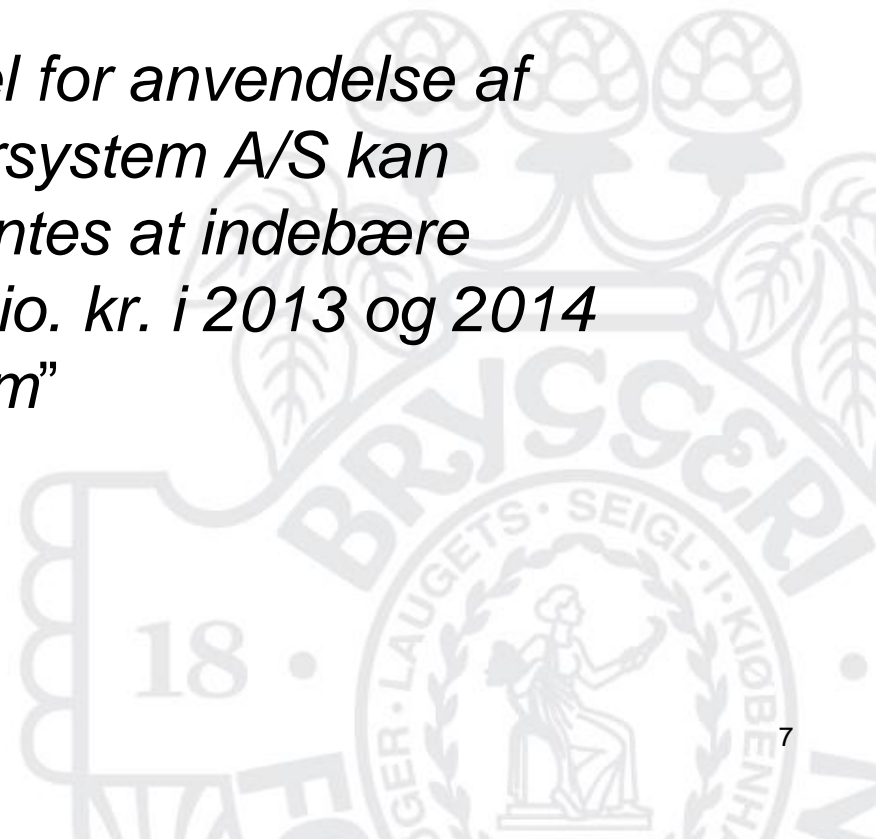 el for anvendelse af
rsystem A/S kan
ntes at indebære
io. kr. i 2013 og 2014
m”
BRYGGERI
GER · LAUGETS · SEIGL · I · KIØBENH
18 ·
7